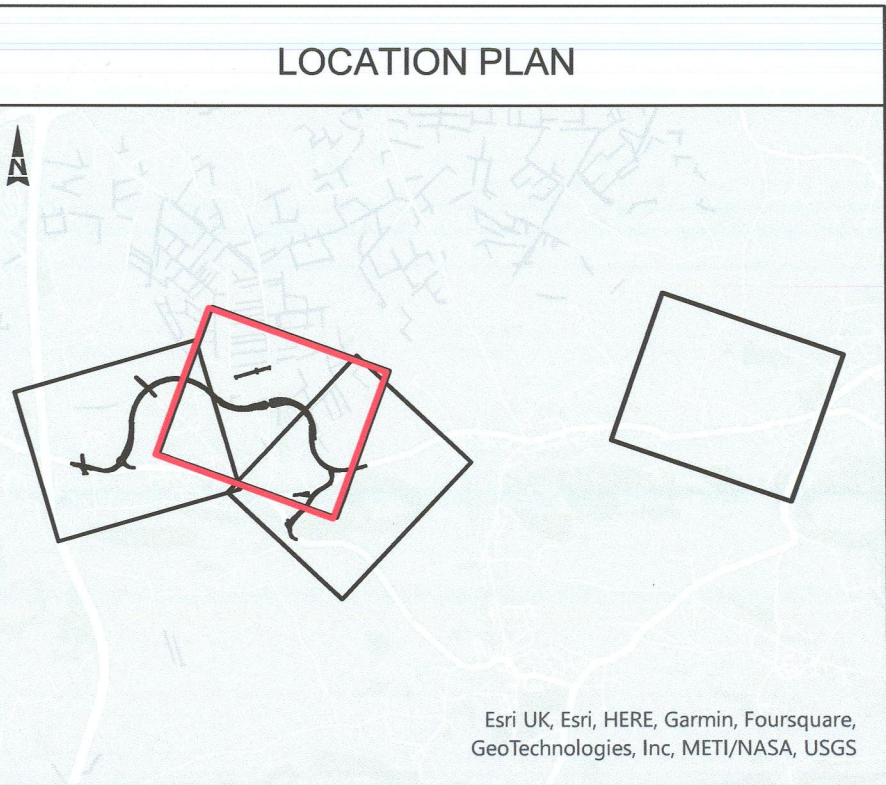 LOCATION PLAN
N
Esri UK, Esri, HERE, Garmin, Foursquare,
GeoTechnologies, Inc, METI/NASA, USGS